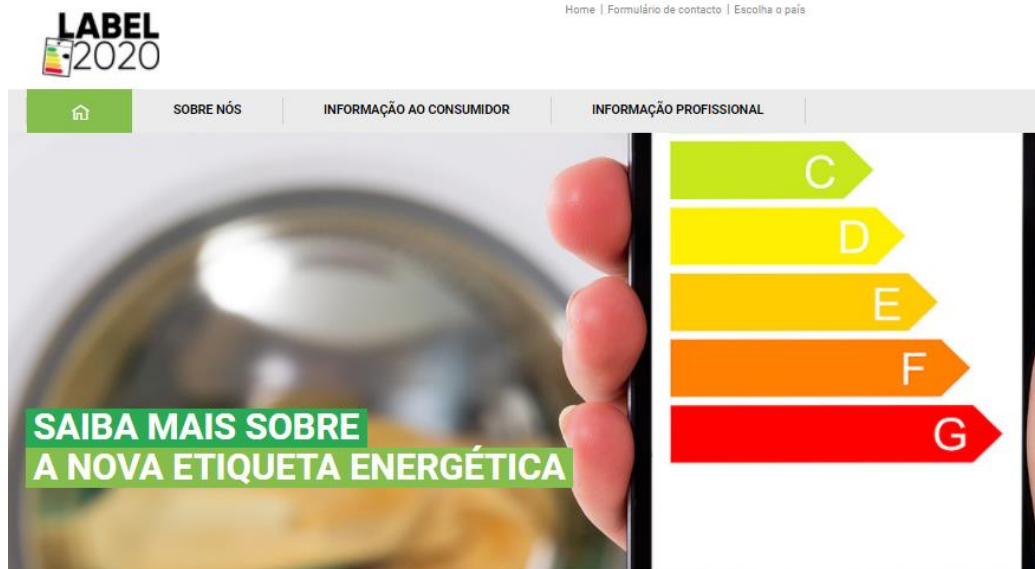 Home | Formulário de contacto | Escolha o país
LABEL
2020
SOBRE NÓS
INFORMAÇÃO AO CONSUMIDOR
INFORMAÇÃO PROFISSIONAL
C
D
E
F
G
SAIBA MAIS SOBRE
A NOVA ETIQUETA ENERGÉTICA